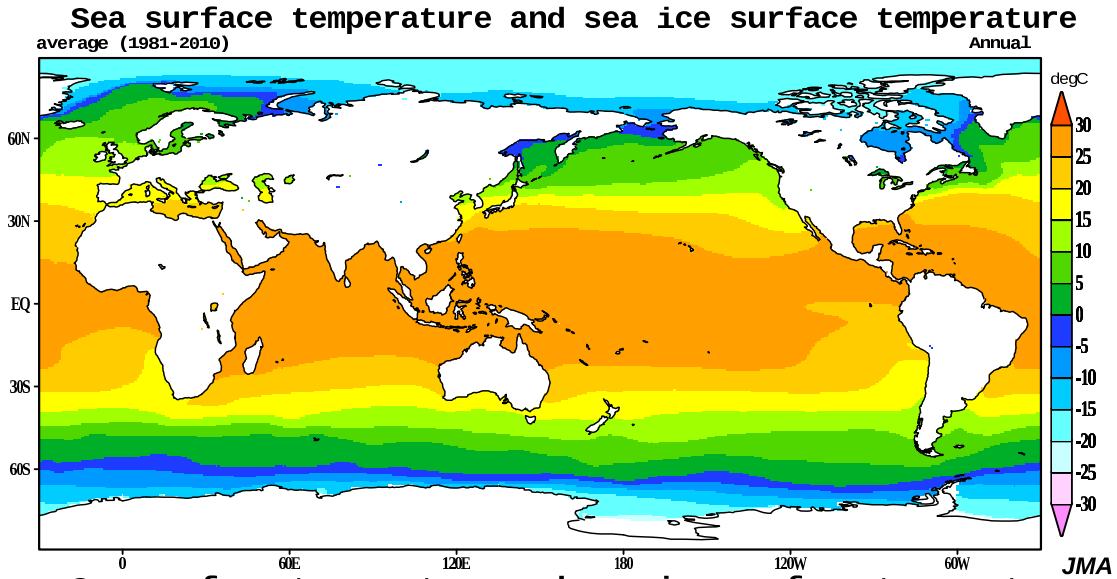 Sea surface temperature and sea ice surface temperature
average (1981-2010) Annual
degC
30
25
20
15
10
5
0
-5
-10
-15
-20
-25
-30
60N
30N
EQ
30S
60S
0 60E 120E 180 120W 60W
JMA